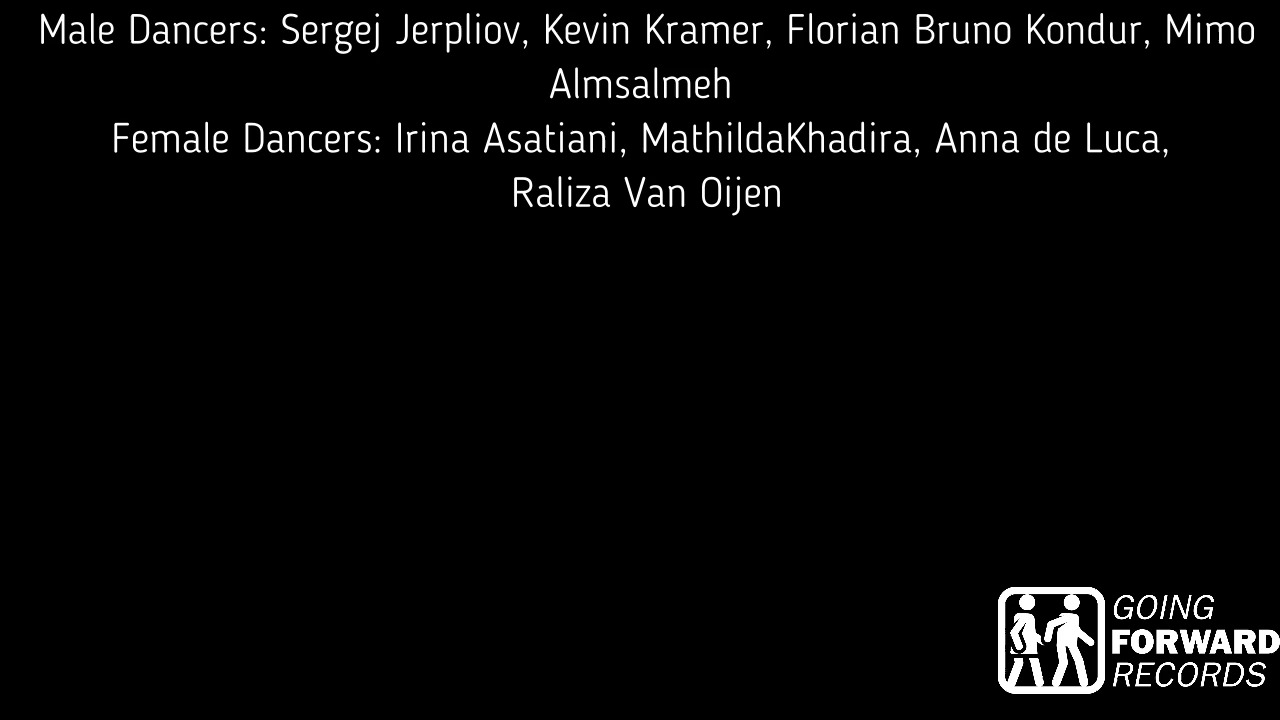 Male Dancers: Sergej Jerpliov, Kevin Kramer, Florian Bruno Kondur, Mimo
Almsalmeh
Female Dancers: Irina Asatiani, MathildaKhadira, Anna de Luca,
Raliza Van Oijen
GOING
FORWARD
RECORDS